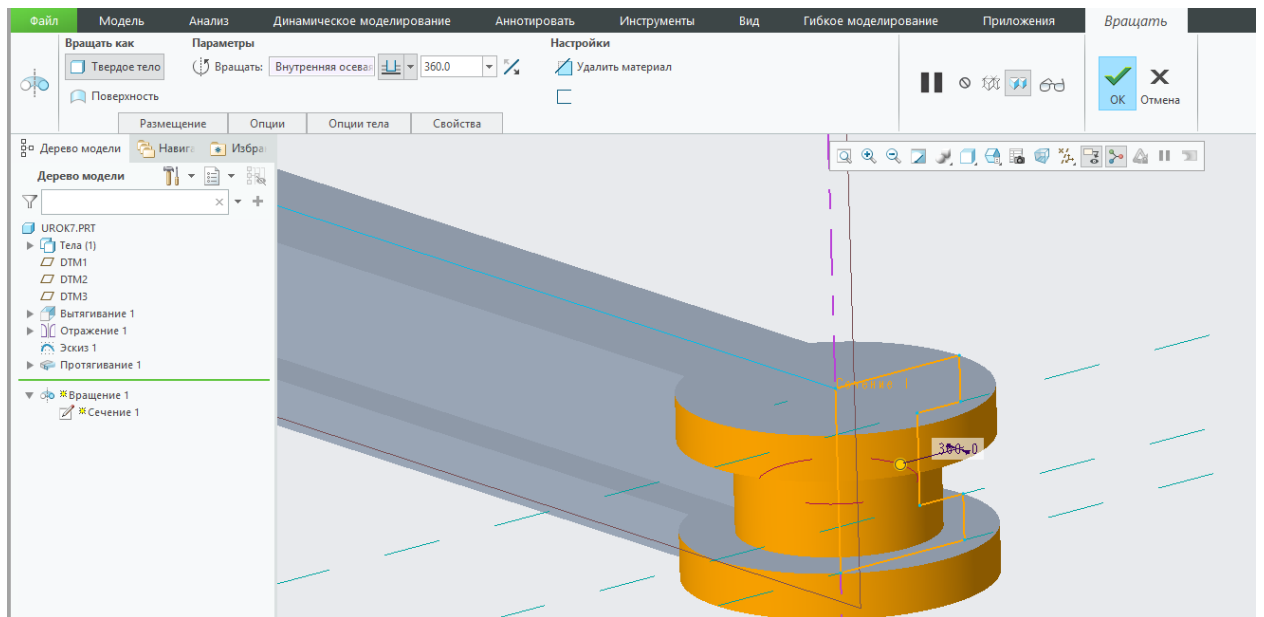 Файл Модель Анализ Динамическое моделирование Аннотировать Инструменты Вид Гибкое моделирование Приложения Вращать
Вращать как Параметры Настройки
Твердое тело Вращать: Внутренняя осевая 360.0 Удалить материал
Поверхность
OK Отмена
Размещение Опции Опции тела Свойства
Дерево модели Навига Избра
Дерево модели
UROK7.PRT
Тела (1)
DTM1
DTM2
DTM3
Вытягивание 1
Отражение 1
Эскиз 1
Протягивание 1
Вращение 1
Сечение 1
Сечение 1
360.0